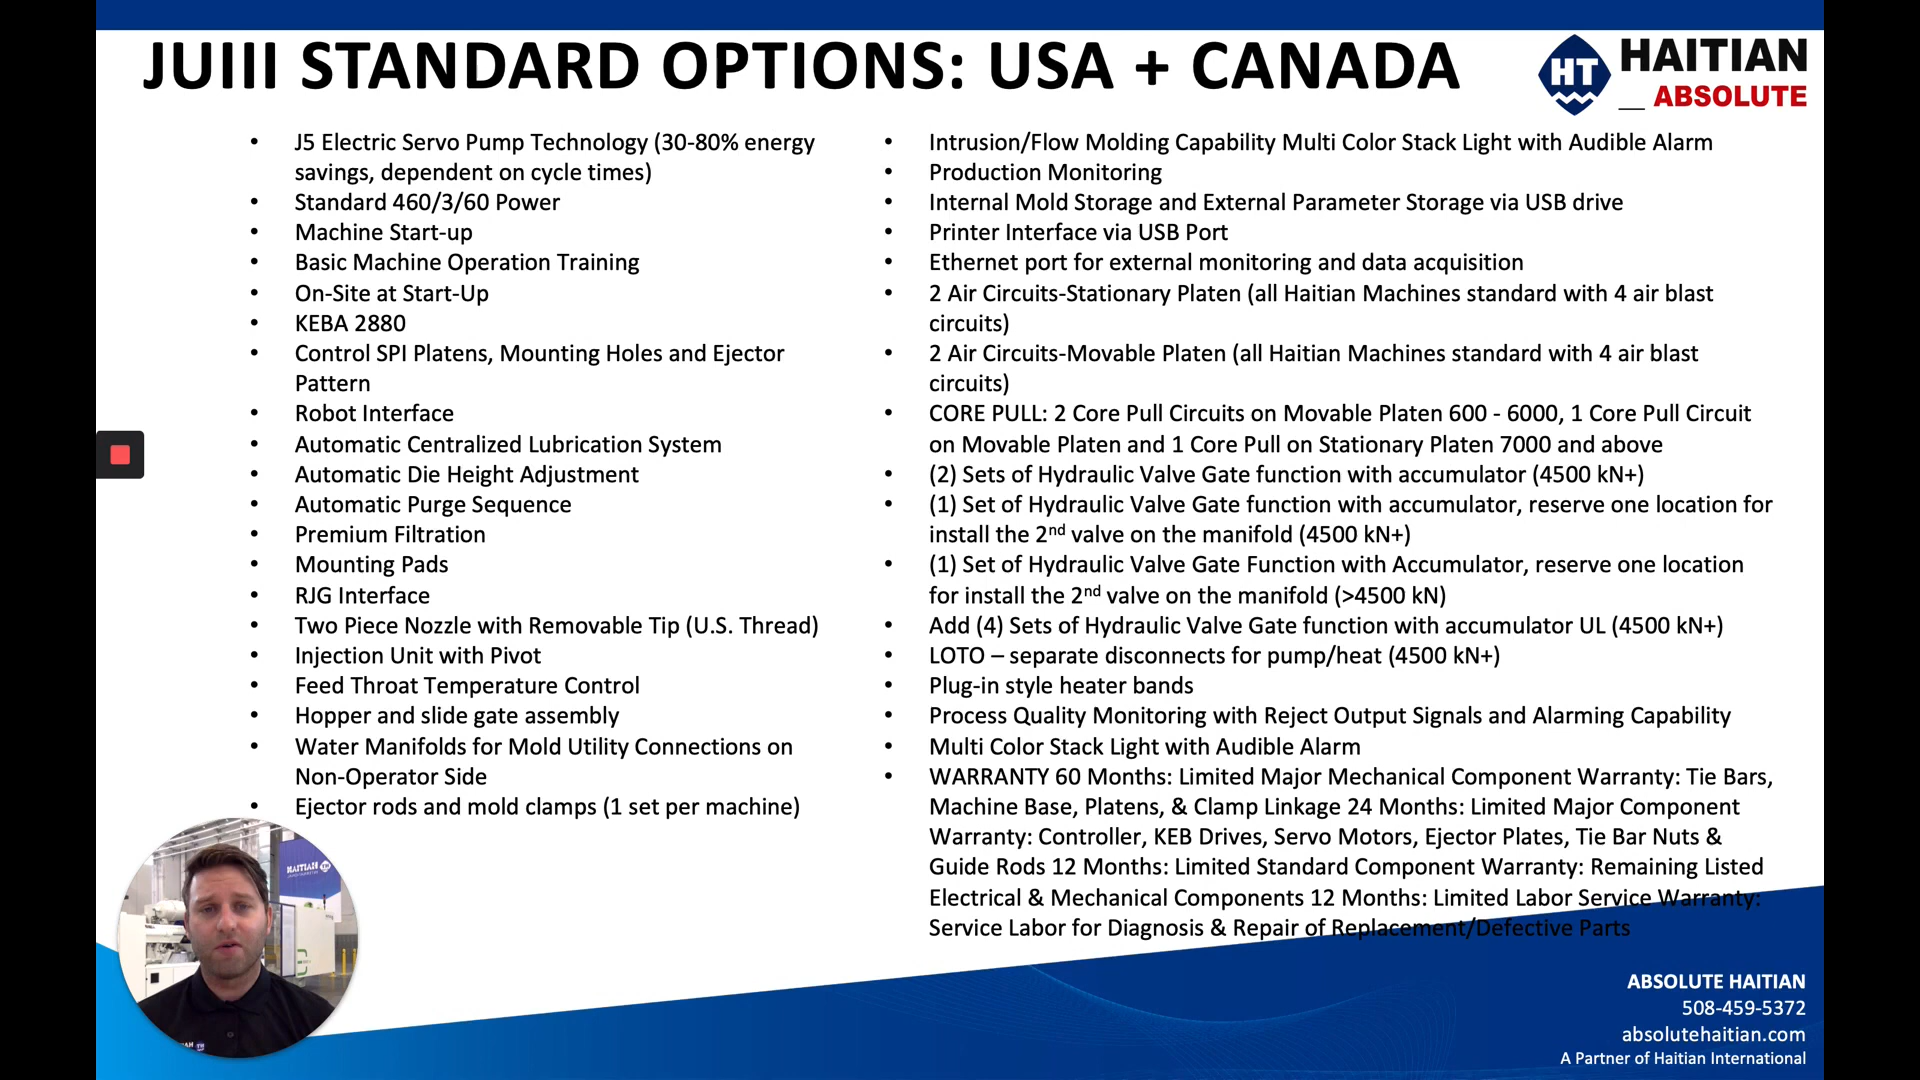 JUIII STANDARD OPTIONS: USA + CANADA
HT
HAITIAN
ABSOLUTE
• J5 Electric Servo Pump Technology (30-80% energy
savings, dependent on cycle times)
• Standard 460/3/60 Power
• Machine Start-up
• Basic Machine Operation Training
• On-Site at Start-Up
• KEBA 2880
• Control SPI Platens, Mounting Holes and Ejector
Pattern
• Robot Interface
• Automatic Centralized Lubrication System
• Automatic Die Height Adjustment
• Automatic Purge Sequence
• Premium Filtration
• Mounting Pads
• RJG Interface
• Two Piece Nozzle with Removable Tip (U.S. Thread)
• Injection Unit with Pivot
• Feed Throat Temperature Control
• Hopper and slide gate assembly
• Water Manifolds for Mold Utility Connections on
Non-Operator Side
• Ejector rods and mold clamps (1 set per machine)
• Intrusion/Flow Molding Capability Multi Color Stack Light with Audible Alarm
• Production Monitoring
• Internal Mold Storage and External Parameter Storage via USB drive
• Printer Interface via USB Port
• Ethernet port for external monitoring and data acquisition
• 2 Air Circuits-Stationary Platen (all Haitian Machines standard with 4 air blast
circuits)
• 2 Air Circuits-Movable Platen (all Haitian Machines standard with 4 air blast
circuits)
• CORE PULL: 2 Core Pull Circuits on Movable Platen 600 - 6000, 1 Core Pull Circuit
on Movable Platen and 1 Core Pull on Stationary Platen 7000 and above
• (2) Sets of Hydraulic Valve Gate function with accumulator (4500 kN+)
• (1) Set of Hydraulic Valve Gate function with accumulator, reserve one location for
install the 2nd valve on the manifold (4500 kN+)
• (1) Set of Hydraulic Valve Gate Function with Accumulator, reserve one location
for install the 2nd valve on the manifold (>4500 kN)
• Add (4) Sets of Hydraulic Valve Gate function with accumulator UL (4500 kN+)
• LOTO – separate disconnects for pump/heat (4500 kN+)
• Plug-in style heater bands
• Process Quality Monitoring with Reject Output Signals and Alarming Capability
• Multi Color Stack Light with Audible Alarm
• WARRANTY 60 Months: Limited Major Mechanical Component Warranty: Tie Bars,
Machine Base, Platens, & Clamp Linkage 24 Months: Limited Major Component
Warranty: Controller, KEB Drives, Servo Motors, Ejector Plates, Tie Bar Nuts &
Guide Rods 12 Months: Limited Standard Component Warranty: Remaining Listed
Electrical & Mechanical Components 12 Months: Limited Labor Service Warranty:
Service Labor for Diagnosis & Repair of Replacement/Defective Parts
HAITIAN
ABSOLUTE HAITIAN
508-459-5372
absolutehaitian.com
A Partner of Haitian International